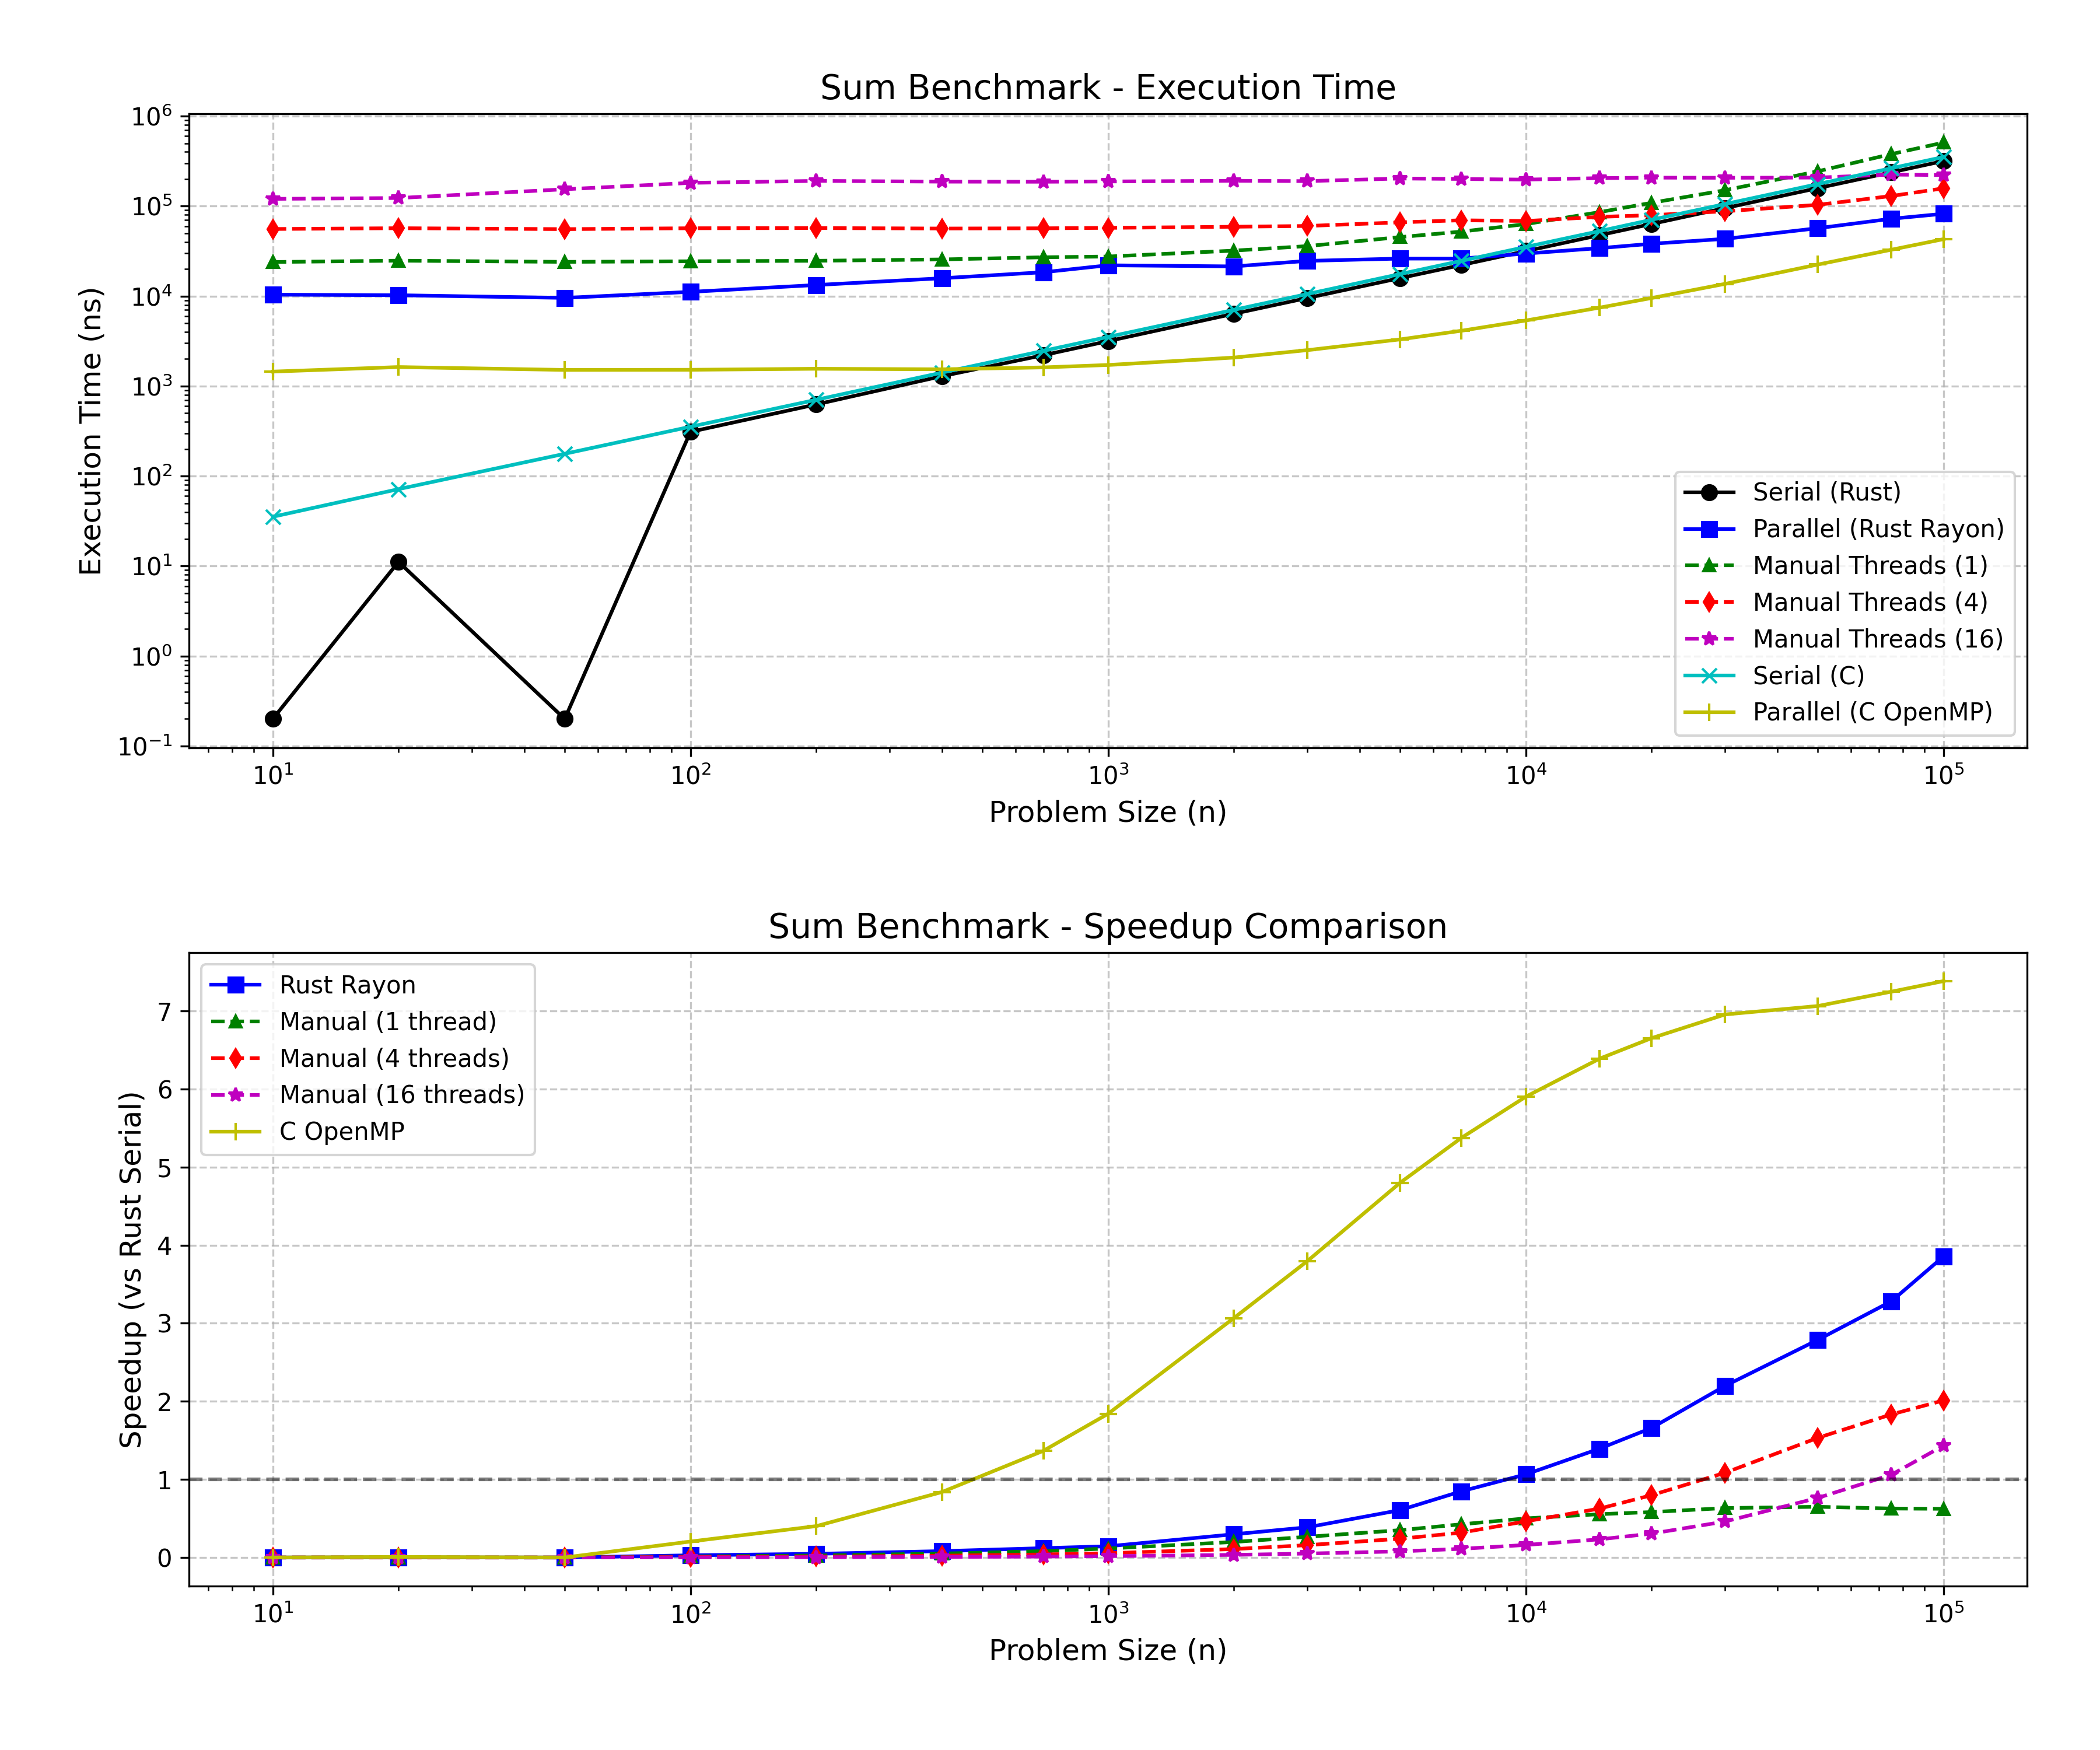 Sum Benchmark - Execution Time
Execution Time (ns)
10⁶
10⁵
10⁴
10³
10²
10¹
10⁰
10⁻¹
Serial (Rust)
Parallel (Rust Rayon)
Manual Threads (1)
Manual Threads (4)
Manual Threads (16)
Serial (C)
Parallel (C OpenMP)
10¹ 10² 10³ 10⁴ 10⁵
Problem Size (n)
Sum Benchmark - Speedup Comparison
Speedup (vs Rust Serial)
7
6
5
4
3
2
1
0
Rust Rayon
Manual (1 thread)
Manual (4 threads)
Manual (16 threads)
C OpenMP
10¹ 10² 10³ 10⁴ 10⁵
Problem Size (n)